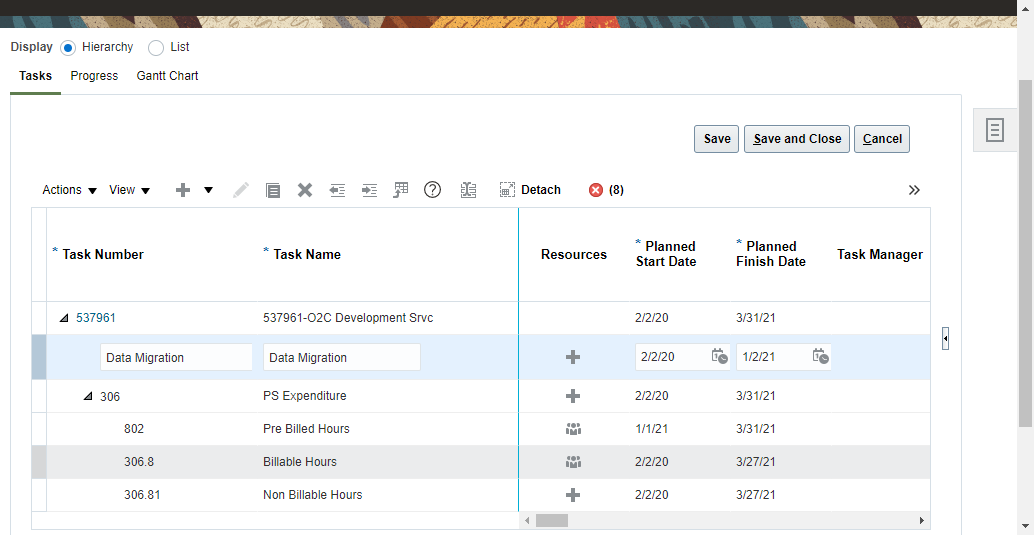 Display Hierarchy List
Tasks Progress Gantt Chart
Save Save and Close Cancel
Actions View Detach (8)
* Task Number * Task Name Resources * Planned Start Date * Planned Finish Date Task Manager
537961 537961-O2C Development Srvc 2/2/20 3/31/21
Data Migration Data Migration 2/2/20 1/2/21
306 PS Expenditure 2/2/20 3/31/21
802 Pre Billed Hours 1/1/21 3/31/21
306.8 Billable Hours 2/2/20 3/27/21
306.81 Non Billable Hours 2/2/20 3/27/21